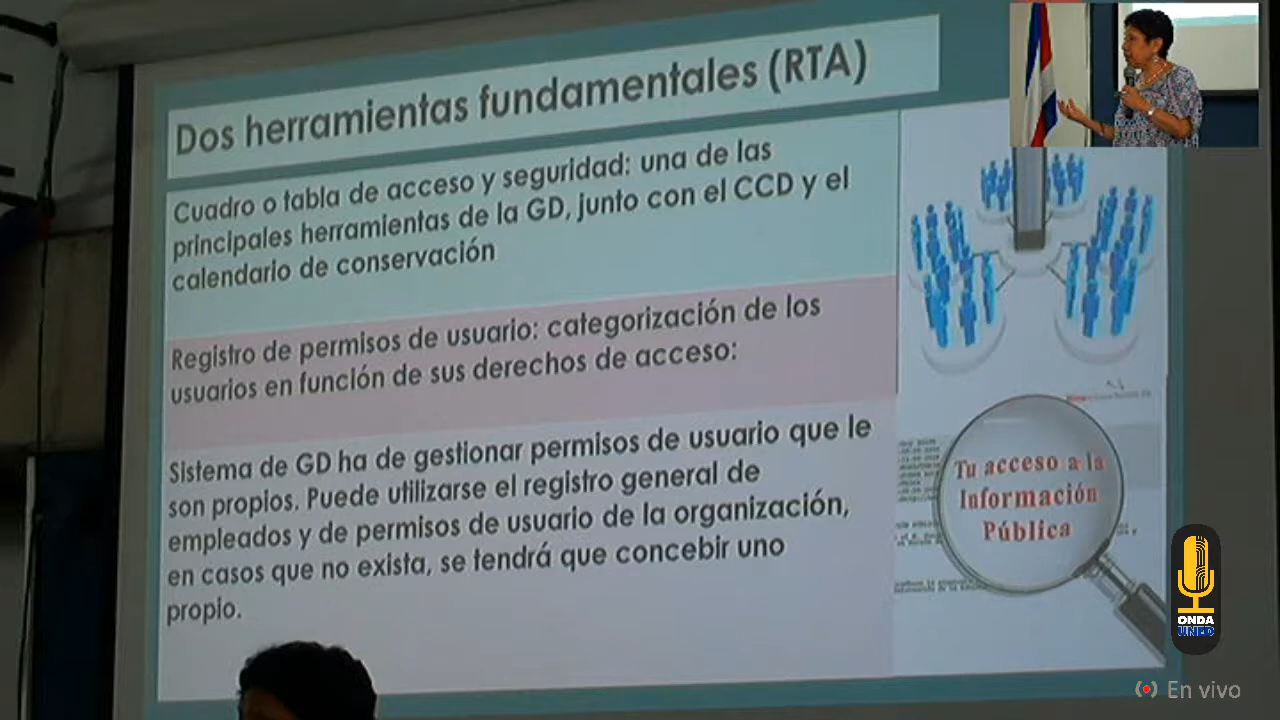 Dos herramientas fundamentales (RTA)
Cuadro o tabla de acceso y seguridad: una de las
principales herramientas de la GD, junto con el CCD y el
calendario de conservación
Registro de permisos de usuario: categorización de los
usuarios en función de sus derechos de acceso:
Sistema de GD ha de gestionar permisos de usuario que le
son propios. Puede utilizarse el registro general de
empleados y de permisos de usuario de la organización,
en casos que no exista, se tendrá que concebir uno
propio.
Tu acceso a la
Información
Pública
ONDA
UNED
En vivo